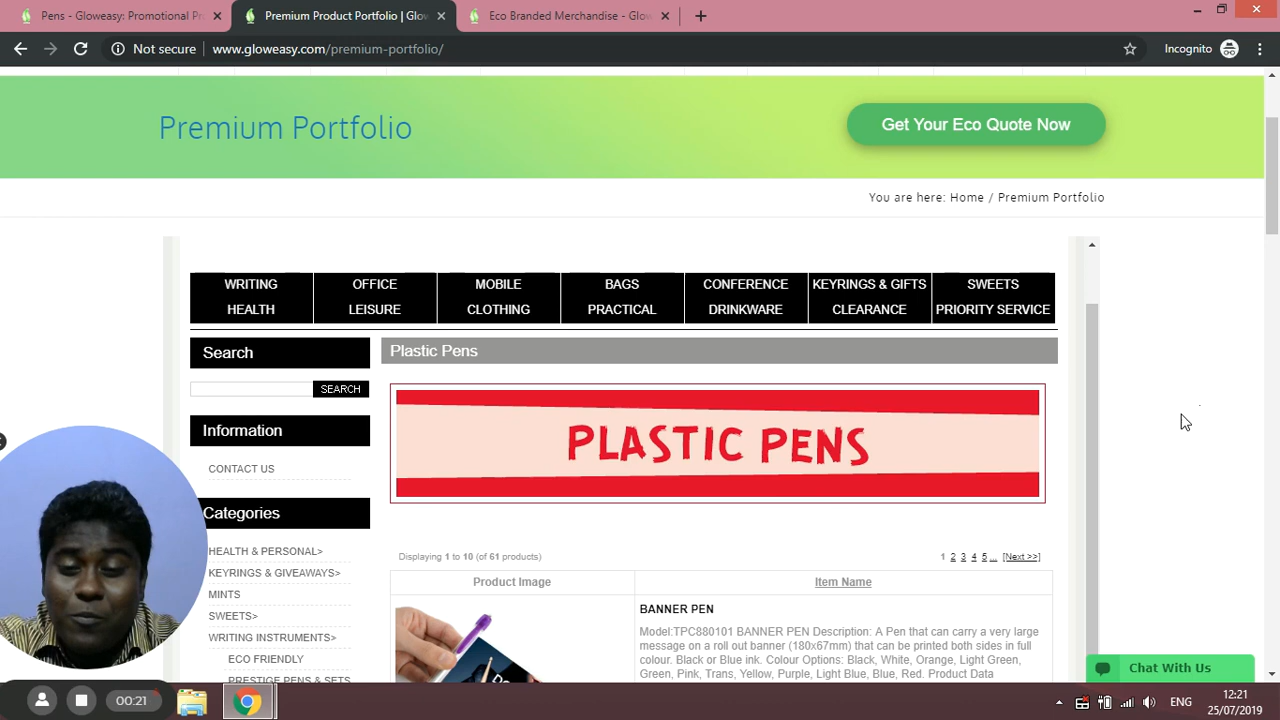 Pens - Gloweasy: Promotional Pr
Premium Product Portfolio | Glow
Eco Branded Merchandise - Glow
Not secure
www.gloweasy.com/premium-portfolio/
Incognito
Premium Portfolio
Get Your Eco Quote Now
You are here: Home / Premium Portfolio
WRITING OFFICE MOBILE BAGS CONFERENCE KEYRINGS & GIFTS SWEETS
HEALTH LEISURE CLOTHING PRACTICAL DRINKWARE CLEARANCE PRIORITY SERVICE
Search
SEARCH
Information
CONTACT US
Categories
HEALTH & PERSONAL>
KEYRINGS & GIVEAWAYS>
MINTS
SWEETS>
WRITING INSTRUMENTS>
ECO FRIENDLY
PRESTIGE PENS & SETS
Plastic Pens
PLASTIC PENS
Displaying 1 to 10 (of 61 products)
1 2 3 4 5 ... [Next >>]
Product Image
Item Name
BANNER PEN
Model:TPC880101 BANNER PEN Description: A Pen that can carry a very large
message on a roll out banner (180x67mm) that can be printed both sides in full
colour. Black or Blue ink. Colour Options: Black, White, Orange, Light Green,
Green, Pink, Trans, Yellow, Purple, Light Blue, Blue, Red. Product Data
Chat With Us
00:21
ENG
12:21
25/07/2019